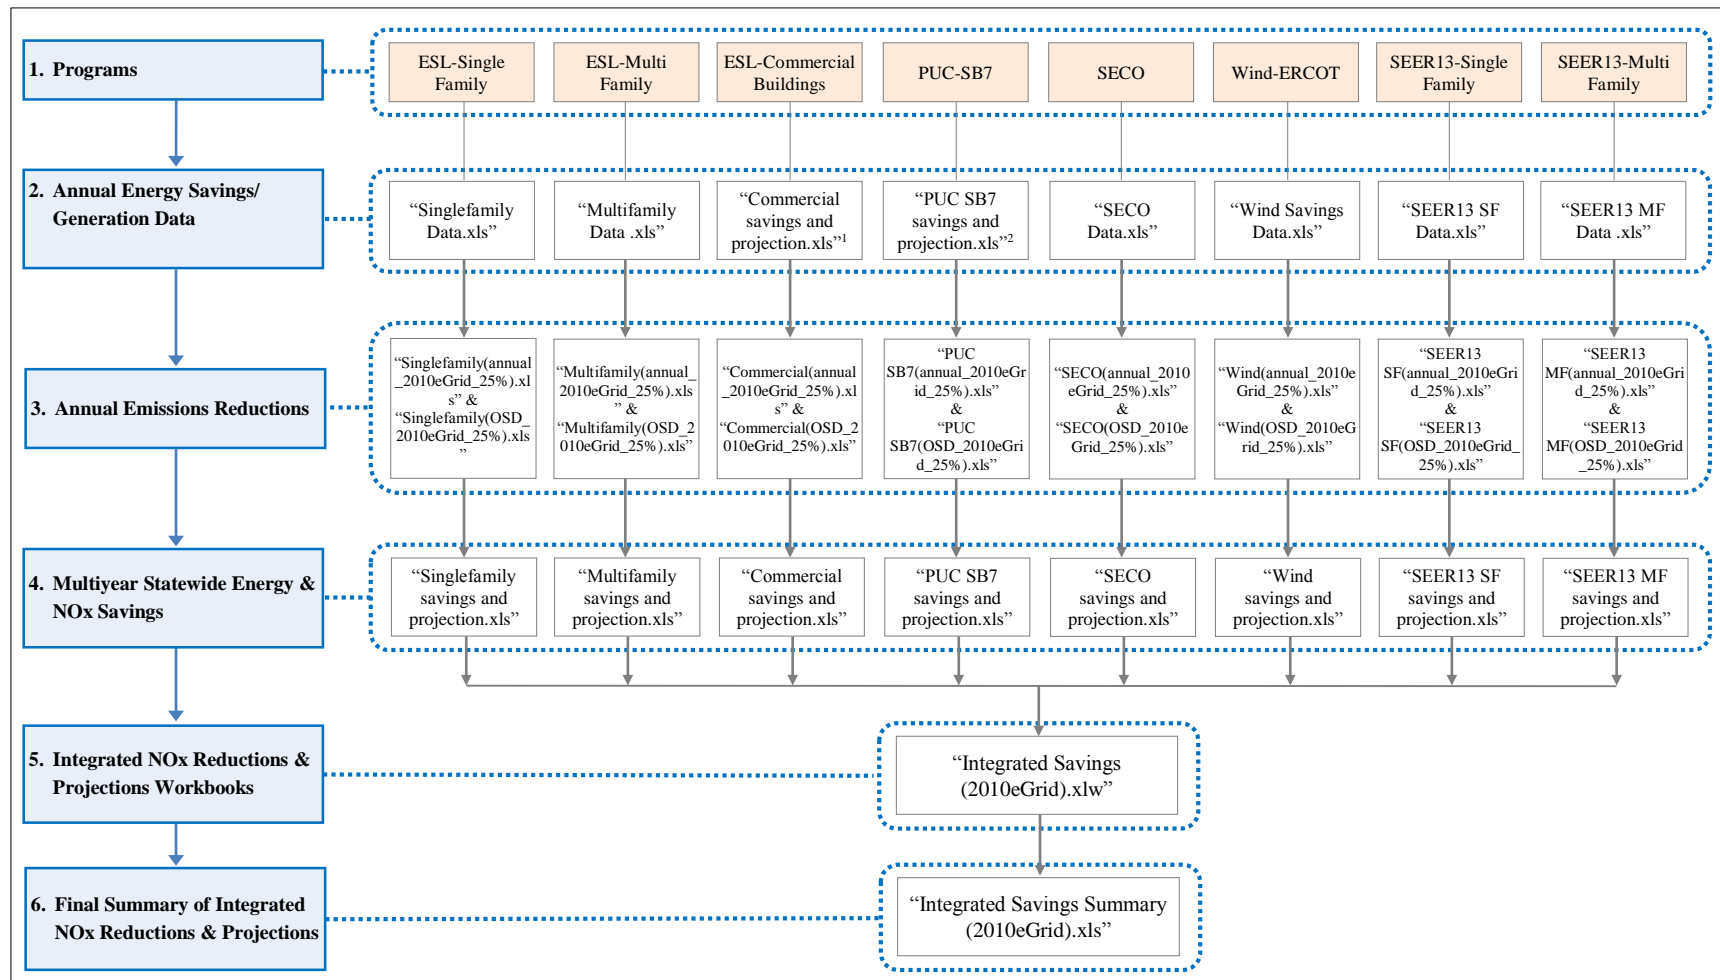 1. Programs
ESL-Single
Family
ESL-Multi
Family
ESL-Commercial
Buildings
PUC-SB7
SECO
Wind-ERCOT
SEER13-Single
Family
SEER13-Multi
Family
2. Annual Energy Savings/
Generation Data
“Singlefamily
Data.xls”
“Multifamily
Data .xls”
“Commercial
savings and
projection.xls”1
“PUC SB7
savings and
projection.xls”2
“SECO
Data.xls”
“Wind Savings
Data.xls”
“SEER13 SF
Data.xls”
“SEER13 MF
Data .xls”
3. Annual Emissions Reductions
“Singlefamily(annual
_2010eGrid_25%).xl
s” &
“Singlefamily(OSD_
2010eGrid_25%).xls
”
“Multifamily(annual_
2010eGrid_25%).xls
” &
“Multifamily(OSD_2
010eGrid_25%).xls”
“Commercial(annual
_2010eGrid_25%).xl
s” &
“Commercial(OSD_2
010eGrid_25%).xls”
“PUC
SB7(annual_2010eGr
id_25%).xls”
&
“PUC
SB7(OSD_2010eGri
d_25%).xls”
“SECO(annual_2010
eGrid_25%).xls”
&
“SECO(OSD_2010e
Grid_25%).xls”
“Wind(annual_2010e
Grid_25%).xls”
&
“Wind(OSD_2010eG
rid_25%).xls”
“SEER13
SF(annual_2010eGri
d_25%).xls”
&
“SEER13
SF(OSD_2010eGrid_
25%).xls”
“SEER13
MF(annual_2010eGri
d_25%).xls”
&
“SEER13
MF(OSD_2010eGrid
_25%).xls”
4. Multiyear Statewide Energy &
NOx Savings
“Singlefamily
savings and
projection.xls”
“Multifamily
savings and
projection.xls”
“Commercial
savings and
projection.xls”
“PUC SB7
savings and
projection.xls”
“SECO
savings and
projection.xls”
“Wind
savings and
projection.xls”
“SEER13 SF
savings and
projection.xls”
“SEER13 MF
savings and
projection.xls”
5. Integrated NOx Reductions &
Projections Workbooks
“Integrated Savings
(2010eGrid).xlw”
6. Final Summary of Integrated
NOx Reductions & Projections
“Integrated Savings Summary
(2010eGrid).xls”